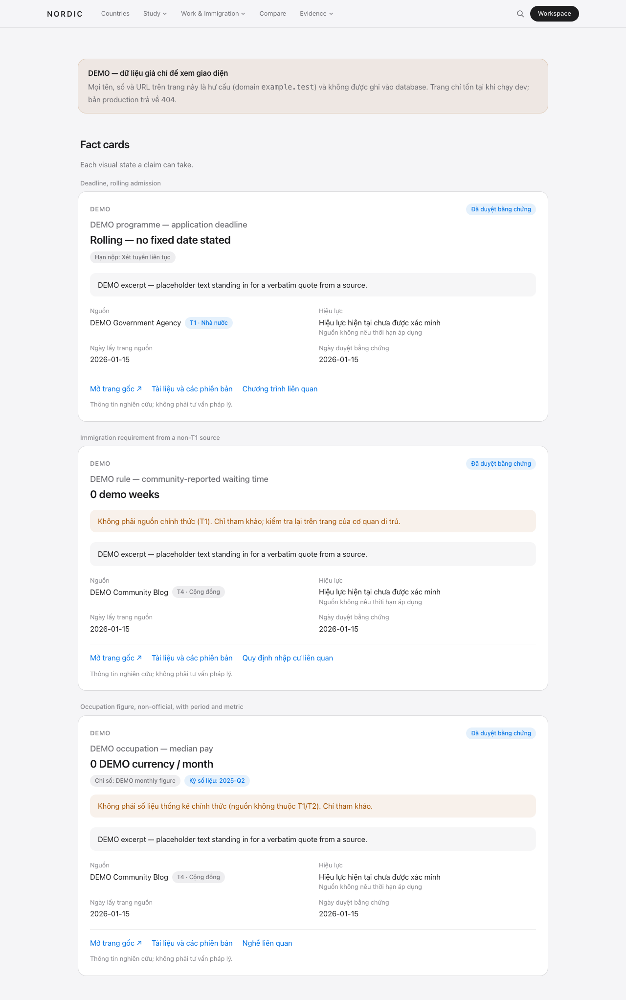 NORDIC Countries Study Work & Immigration Compare Evidence Workspace
DEMO — dữ liệu giả chỉ để xem giao diện
Mọi tên, số và URL trên trang này là hư cấu (domain example.test) và không được ghi vào database. Trang chỉ tồn tại khi chạy dev;
bản production trả về 404.
Fact cards
Each visual state a claim can take.
Deadline, rolling admission
DEMO Đã duyệt bằng chứng
DEMO programme — application deadline
Rolling — no fixed date stated
Hạn nộp: Xét tuyển liên tục
DEMO excerpt — placeholder text standing in for a verbatim quote from a source.
Nguồn Hiệu lực
DEMO Government Agency T1 · Nhà nước Hiệu lực hiện tại chưa được xác minh
Nguồn không nêu thời hạn áp dụng
Ngày lấy trang nguồn Ngày duyệt bằng chứng
2026-01-15 2026-01-15
Mở trang gốc ↗ Tài liệu và các phiên bản Chương trình liên quan
Thông tin nghiên cứu; không phải tư vấn pháp lý.
Immigration requirement from a non-T1 source
DEMO Đã duyệt bằng chứng
DEMO rule — community-reported waiting time
0 demo weeks
Không phải nguồn chính thức (T1). Chỉ tham khảo; kiểm tra lại trên trang của cơ quan di trú.
DEMO excerpt — placeholder text standing in for a verbatim quote from a source.
Nguồn Hiệu lực
DEMO Community Blog T4 · Cộng đồng Hiệu lực hiện tại chưa được xác minh
Nguồn không nêu thời hạn áp dụng
Ngày lấy trang nguồn Ngày duyệt bằng chứng
2026-01-15 2026-01-15
Mở trang gốc ↗ Tài liệu và các phiên bản Quy định nhập cư liên quan
Thông tin nghiên cứu; không phải tư vấn pháp lý.
Occupation figure, non-official, with period and metric
DEMO Đã duyệt bằng chứng
DEMO occupation — median pay
0 DEMO currency / month
Chỉ số: DEMO monthly figure Kỳ số liệu: 2025-Q2
Không phải số liệu thống kê chính thức (nguồn không thuộc T1/T2). Chỉ tham khảo.
DEMO excerpt — placeholder text standing in for a verbatim quote from a source.
Nguồn Hiệu lực
DEMO Community Blog T4 · Cộng đồng Hiệu lực hiện tại chưa được xác minh
Nguồn không nêu thời hạn áp dụng
Ngày lấy trang nguồn Ngày duyệt bằng chứng
2026-01-15 2026-01-15
Mở trang gốc ↗ Tài liệu và các phiên bản Nghề liên quan
Thông tin nghiên cứu; không phải tư vấn pháp lý.